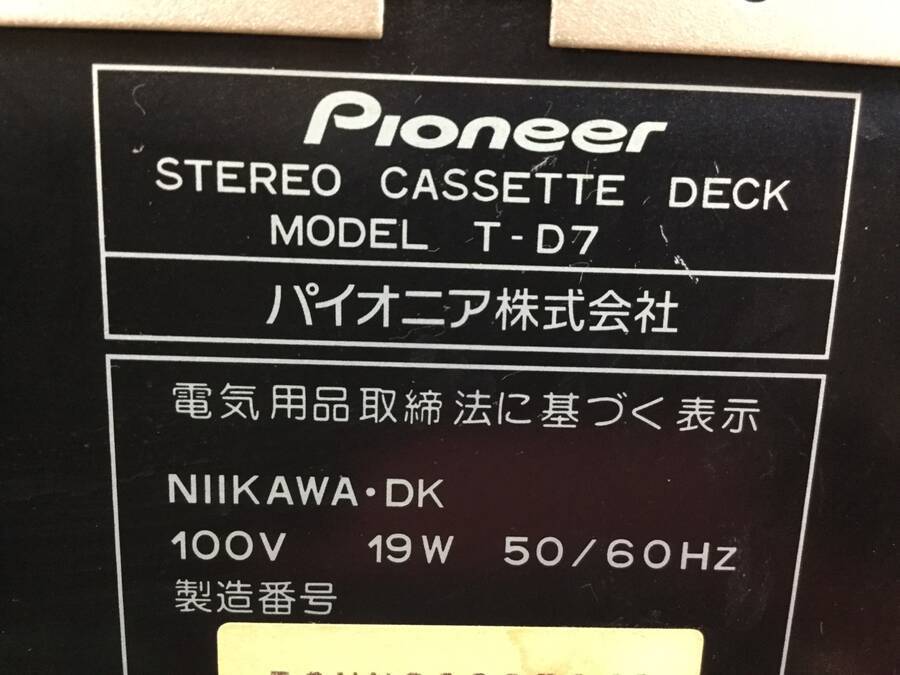 Pioneer
STEREO CASSETTE DECK
MODEL T-D7
パイオニア株式会社
電気用品取締法に基づく表示
NIIKAWA・DK
100V 19W 50/60Hz
製造番号